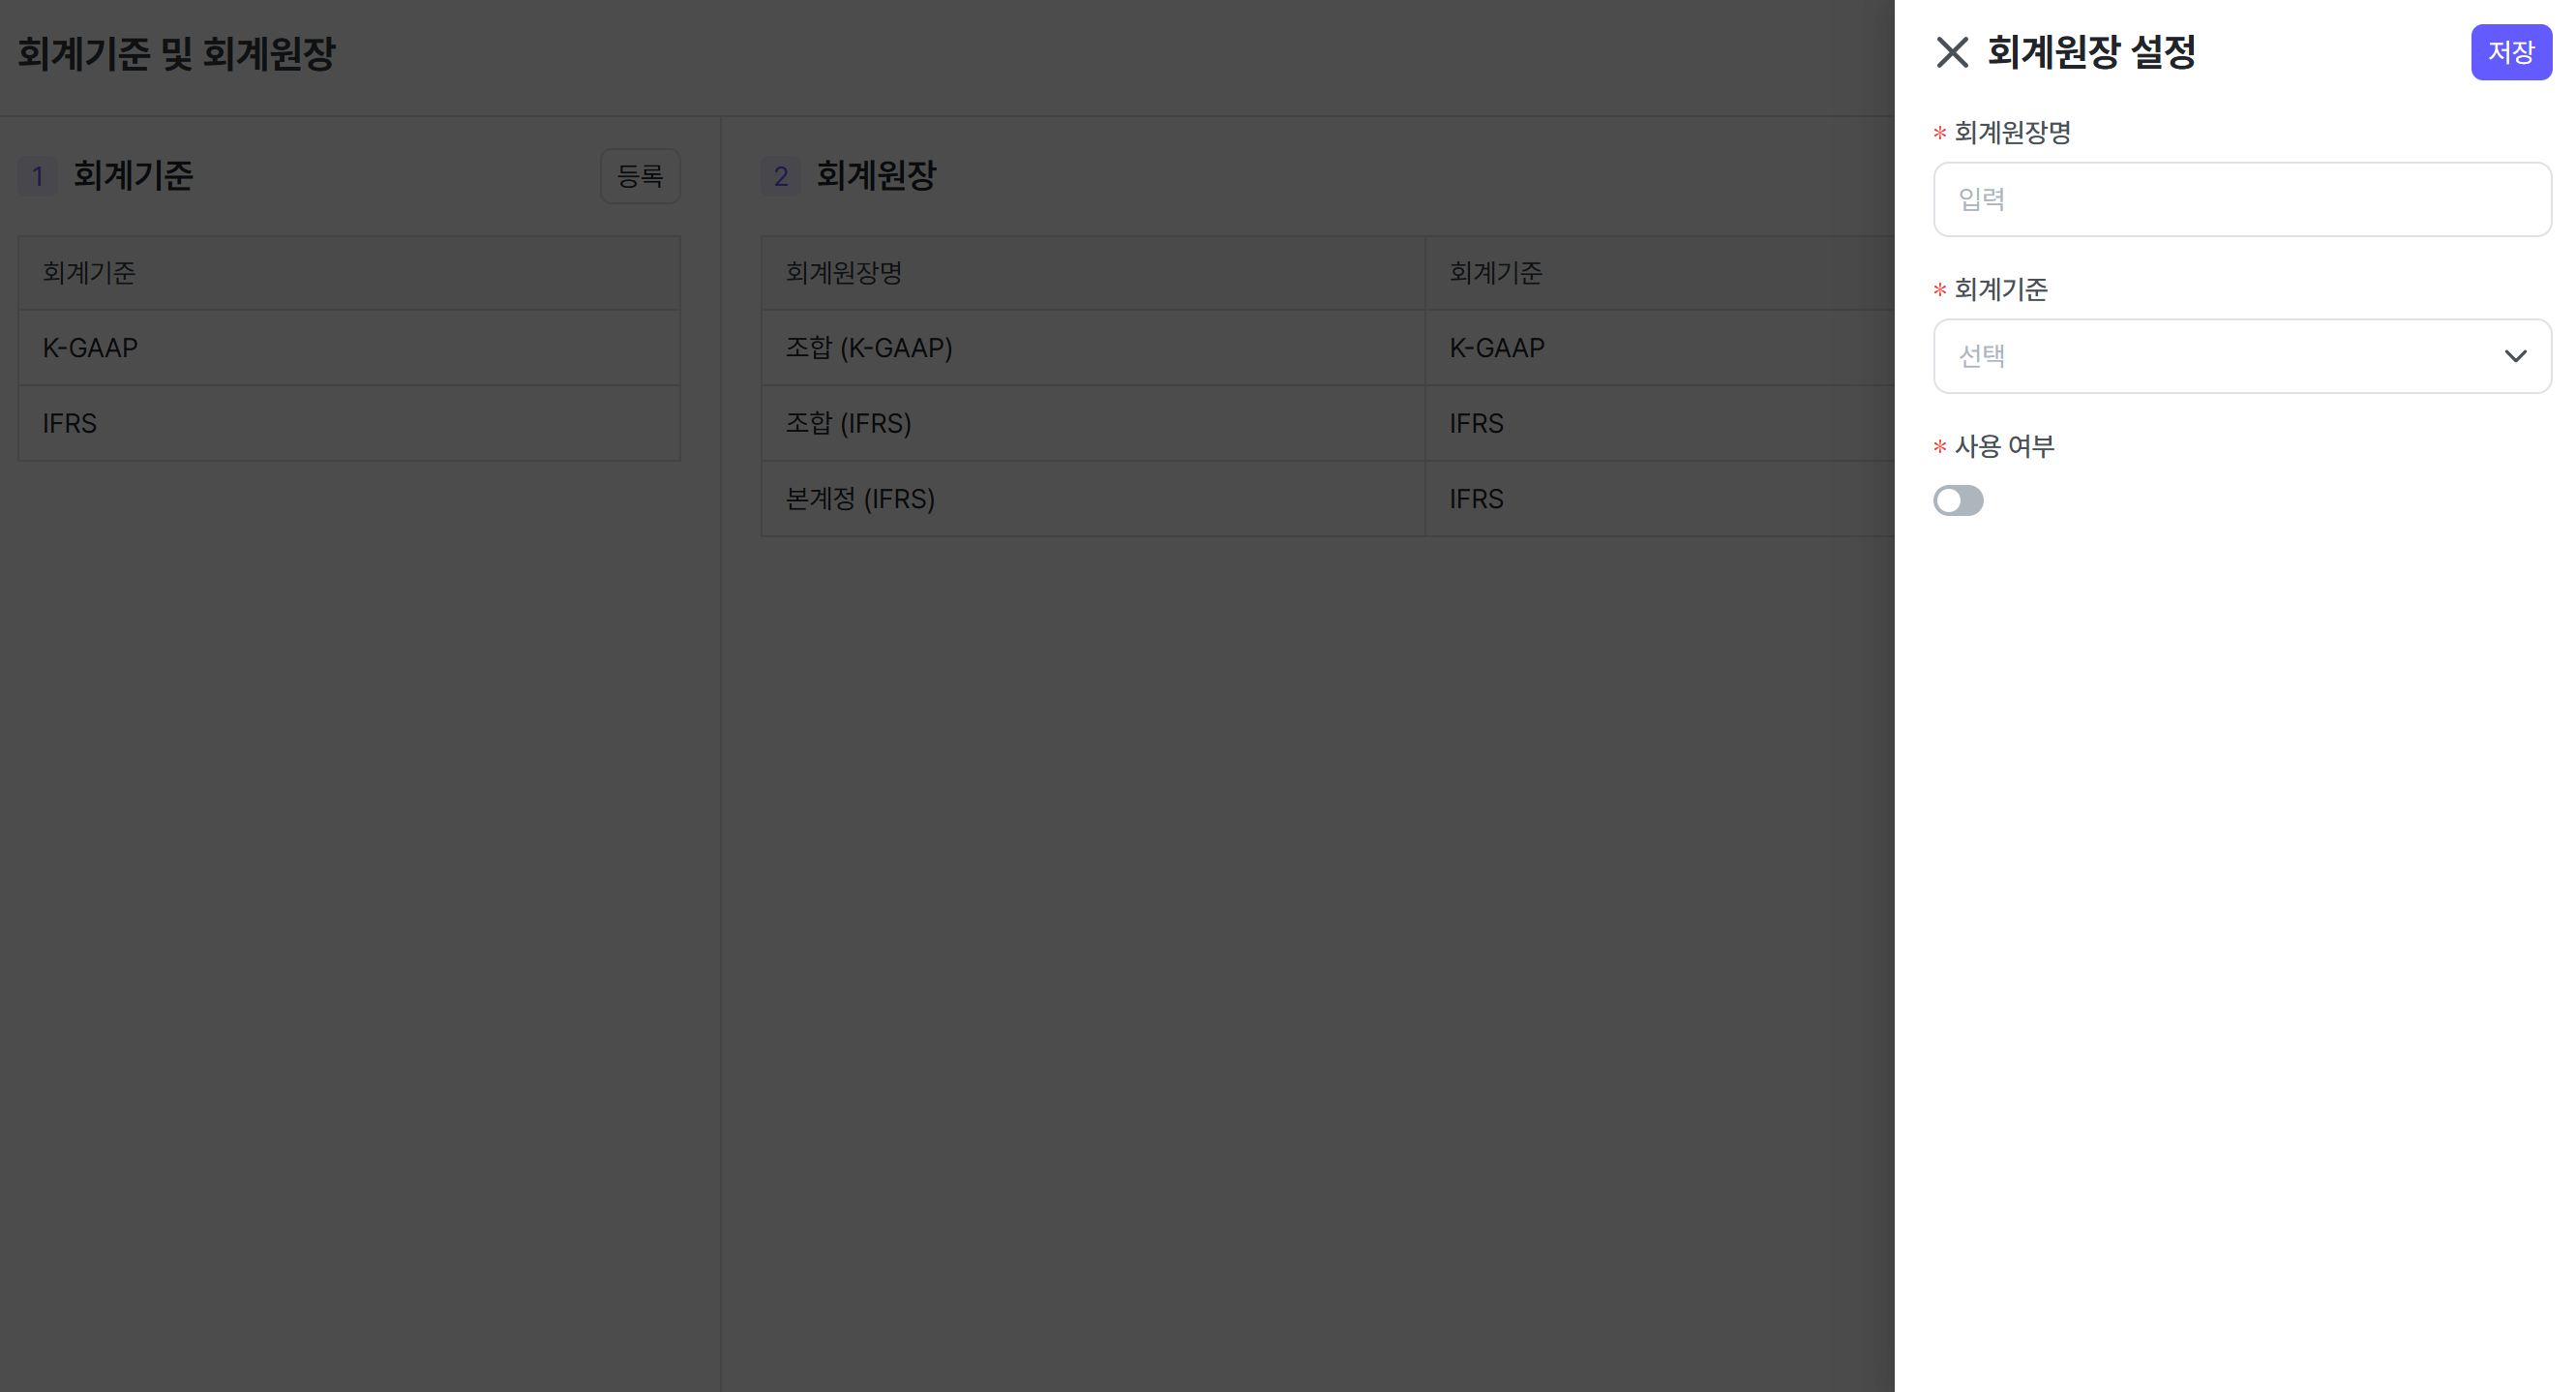 회계기준 및 회계원장
1 회계기준 등록
회계기준
K-GAAP
IFRS
2 회계원장
회계원장명 회계기준
조합 (K-GAAP) K-GAAP
조합 (IFRS) IFRS
본계정 (IFRS) IFRS
회계원장 설정 저장
* 회계원장명
입력
* 회계기준
선택
* 사용 여부